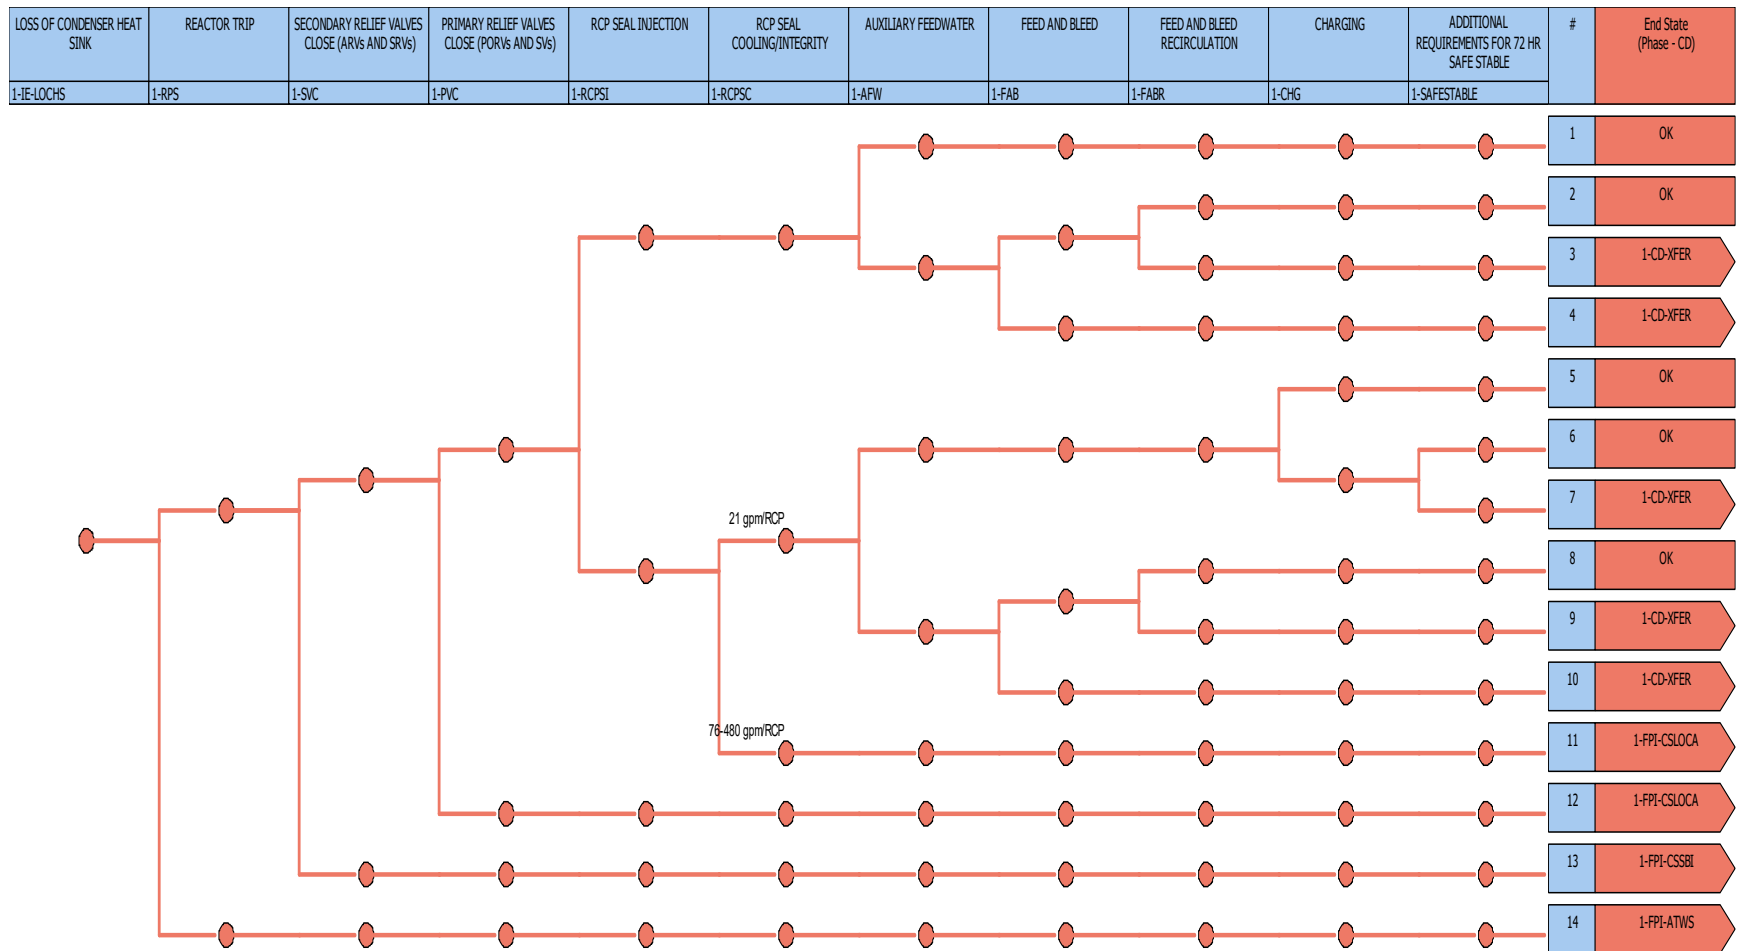 LOSS OF CONDENSER HEAT
SINK
REACTOR TRIP
SECONDARY RELIEF VALVES
CLOSE (ARVs AND SRVs)
PRIMARY RELIEF VALVES
CLOSE (PORVs AND SVs)
RCP SEAL INJECTION
RCP SEAL
COOLING/INTEGRITY
AUXILIARY FEEDWATER
FEED AND BLEED
FEED AND BLEED
RECIRCULATION
CHARGING
ADDITIONAL
REQUIREMENTS FOR 72 HR
SAFE STABLE
#
End State
(Phase - CD)
1-IE-LOCHS
1-RPS
1-SVC
1-PVC
1-RCPSI
1-RCPSC
1-AFW
1-FAB
1-FABR
1-CHG
1-SAFESTABLE
1 OK
2 OK
3 1-CD-XFER
4 1-CD-XFER
5 OK
6 OK
7 1-CD-XFER
21 gpm/RCP
8 OK
9 1-CD-XFER
10 1-CD-XFER
76-480 gpm/RCP
11 1-FPI-CSLOCA
12 1-FPI-CSLOCA
13 1-FPI-CSSBI
14 1-FPI-ATWS